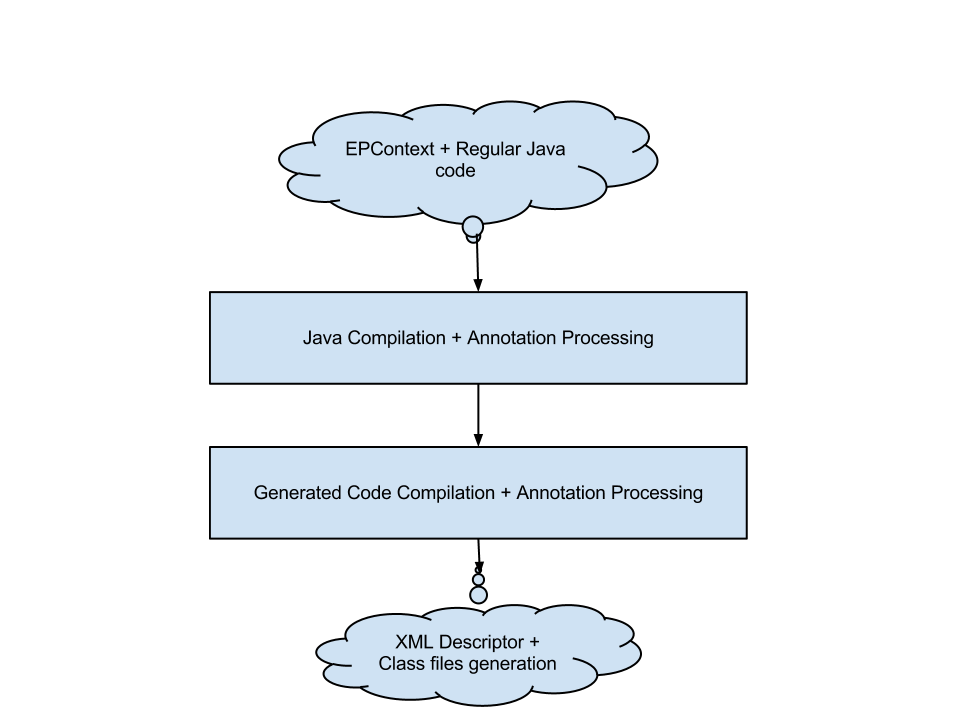 EPContext + Regular Java
code
Java Compilation + Annotation Processing
Generated Code Compilation + Annotation Processing
XML Descriptor +
Class files generation